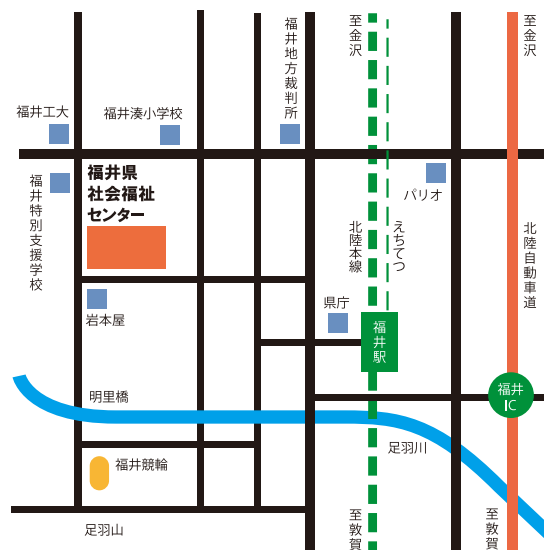 福井地方裁判所
至金沢
至金沢
福井工大
福井湊小学校
福井県
社会福祉
センター
福井特別支援学校
パリオ
北陸本線
えちてつ
北陸自動車道
岩本屋
県庁
福井駅
福井
IC
明里橋
足羽川
福井競輪
足羽山
至敦賀
至敦賀